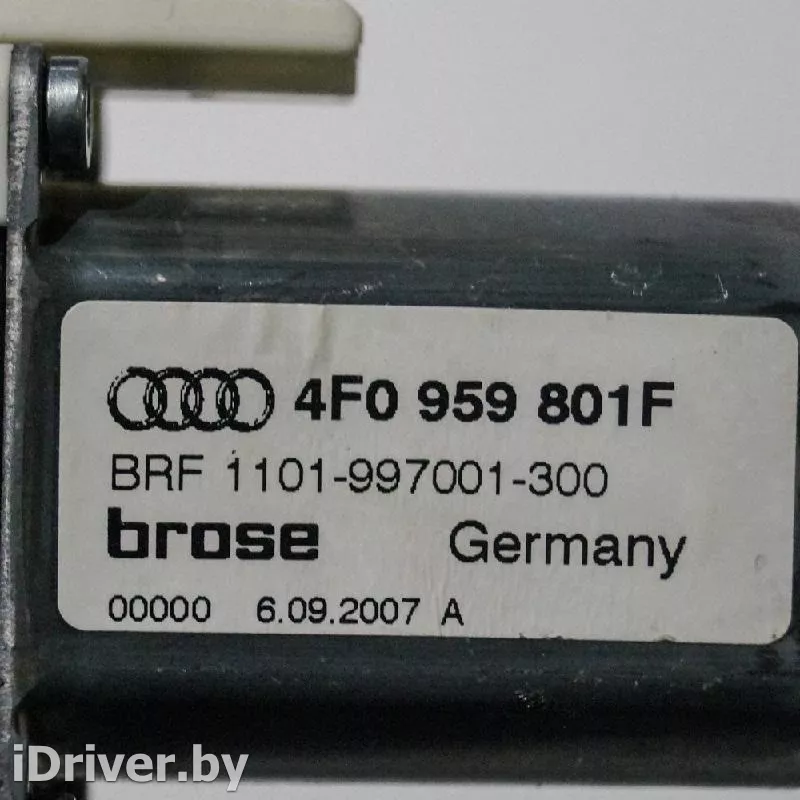 4F0 959 801F
BRF 1101-997001-300
brose Germany
00000 6.09.2007 A
iDriver.by